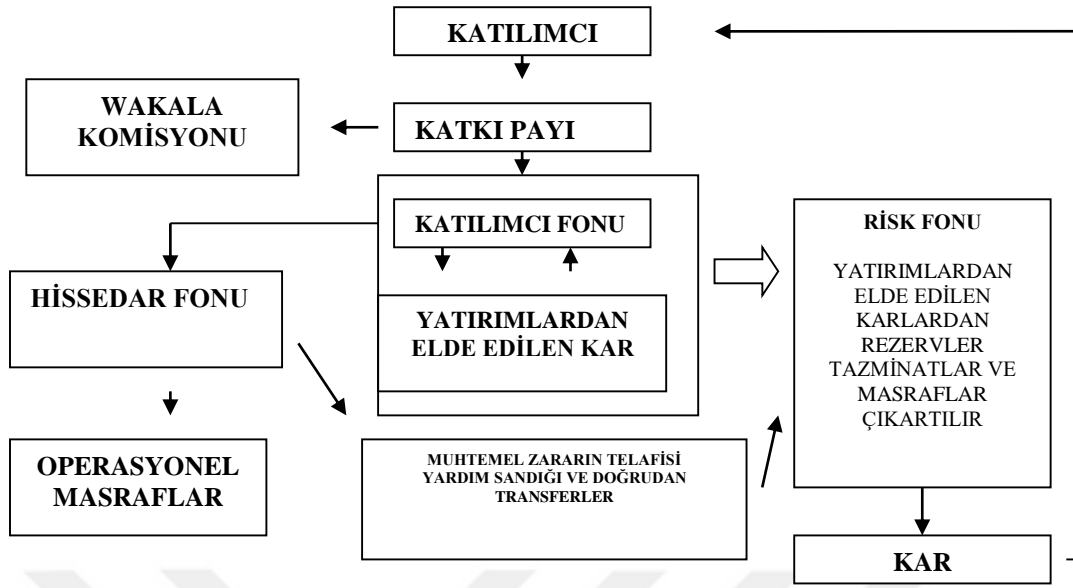 KATILIMCI
WAKALA
KOMİSYONU
KATKI PAYI
KATILIMCI FONU
YATIRIMLARDAN
ELDE EDİLEN KAR
HİSSEDAR FONU
OPERASYONEL
MASRAFLAR
MUHTEMEL ZARARIN TELAFİSİ
YARDIM SANDIĞI VE DOĞRUDAN
TRANSFERLER
RİSK FONU
YATIRIMLARDAN
ELDE EDİLEN
KARLARDAN
REZERVLER
TAZMİNATLAR VE
MASRAFLAR
ÇIKARTILIR
KAR